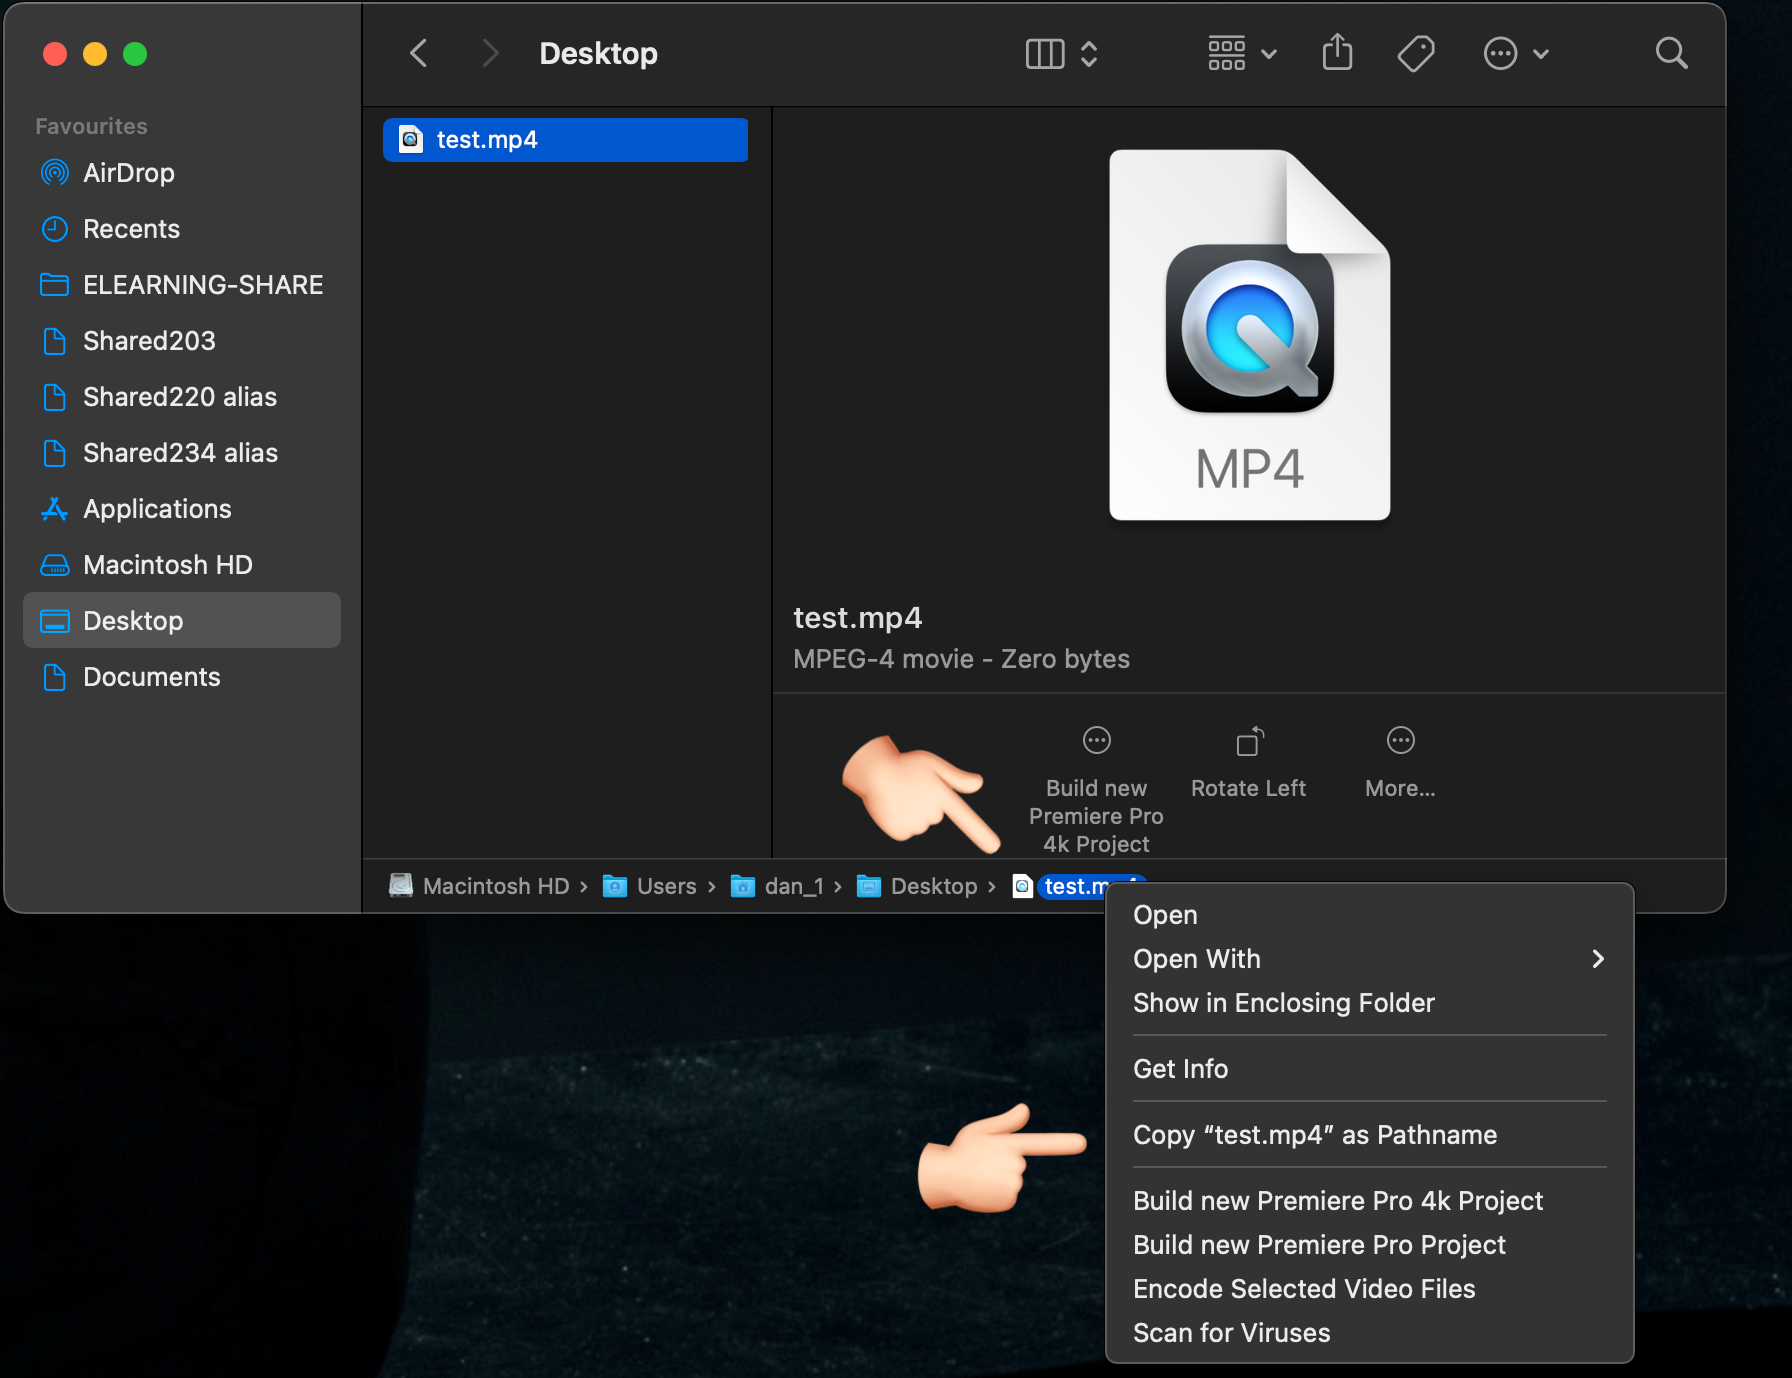 Desktop
Favourites
AirDrop
Recents
ELEARNING-SHARE
Shared203
Shared220 alias
Shared234 alias
Applications
Macintosh HD
Desktop
Documents
test.mp4
MP4
test.mp4
MPEG-4 movie - Zero bytes
Build new
Premiere Pro
4k Project
Rotate Left
More...
Macintosh HD › Users › dan_1 › Desktop › test.mp4
Open
Open With
Show in Enclosing Folder
Get Info
Copy “test.mp4” as Pathname
Build new Premiere Pro 4k Project
Build new Premiere Pro Project
Encode Selected Video Files
Scan for Viruses